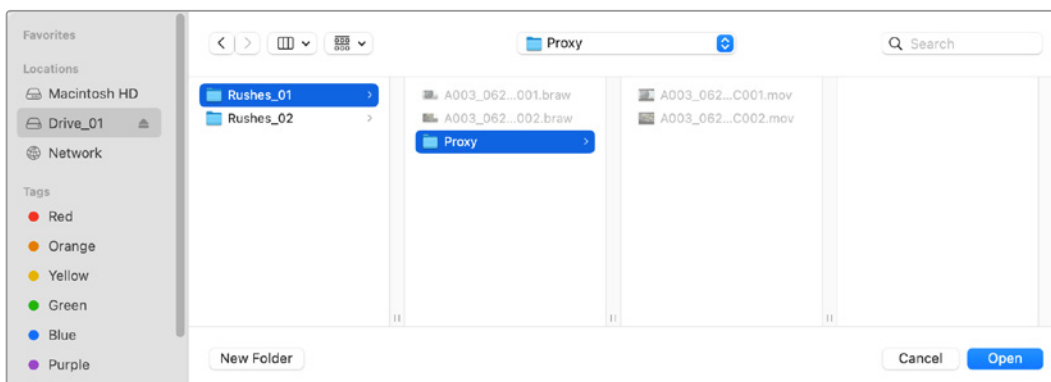 Favorites
Locations
Macintosh HD
Drive_01
Network
Tags
Red
Orange
Yellow
Green
Blue
Purple
Proxy
Search
Rushes_01
Rushes_02
A003_062...001.braw
A003_062...002.braw
Proxy
A003_062...C001.mov
A003_062...C002.mov
New Folder
Cancel
Open